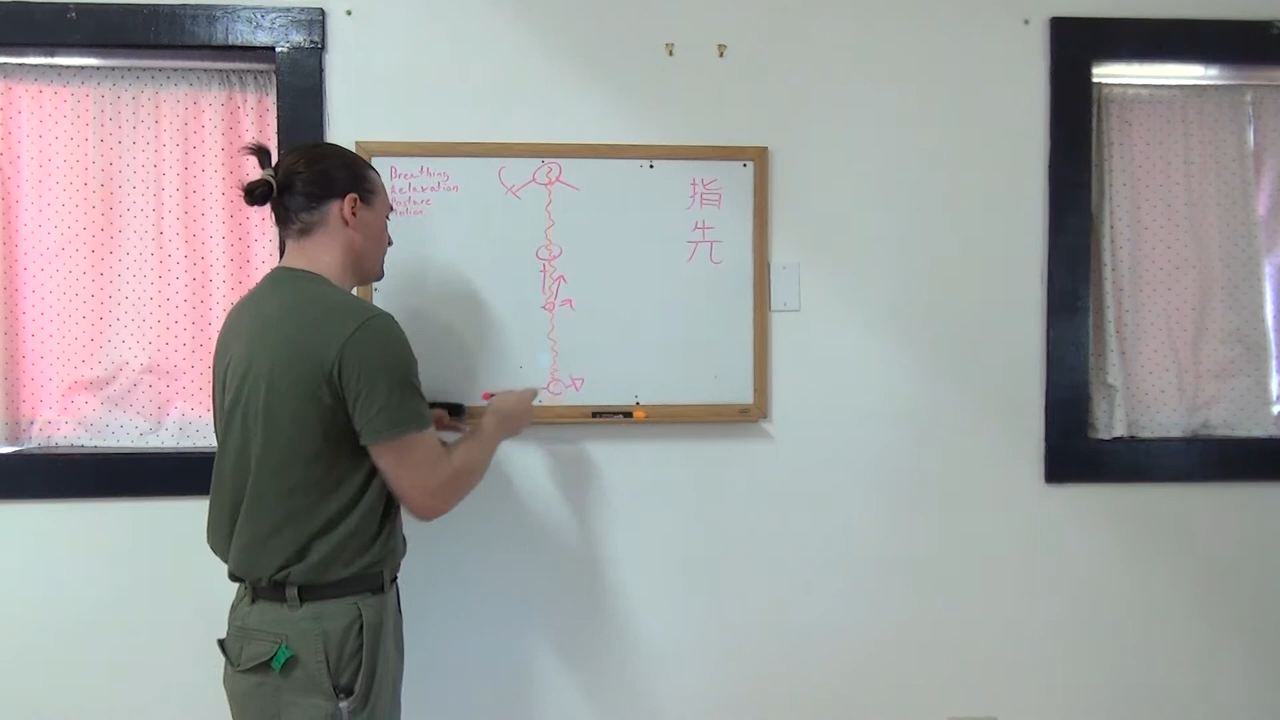 Breathing
Relaxation
Posture
Motion
指
先